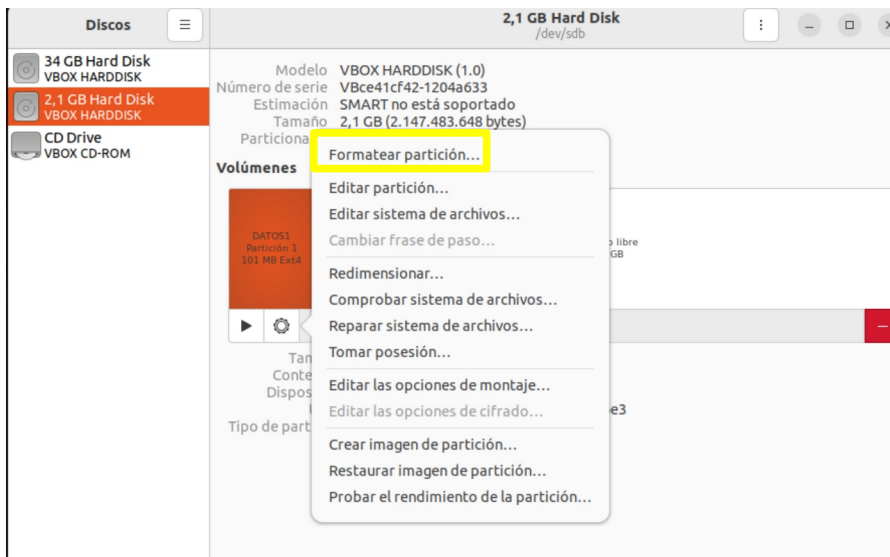 Discos
2,1 GB Hard Disk
/dev/sdb
34 GB Hard Disk
VBOX HARDDISK
2,1 GB Hard Disk
VBOX HARDDISK
CD Drive
VBOX CD-ROM
Modelo VBOX HARDDISK (1.0)
Número de serie VBce41cf42-1204a633
Estimación SMART no está soportado
Tamaño 2,1 GB (2.147.483.648 bytes)
Particiona
Volúmenes
DATOS1
Partición 1
101 MB Ext4
libre
GB
Tam
Conte
Dispos
e3
Tipo de part
Formatear partición...
Editar partición...
Editar sistema de archivos...
Cambiar frase de paso...
Redimensionar...
Comprobar sistema de archivos...
Reparar sistema de archivos...
Tomar posesión...
Editar las opciones de montaje...
Editar las opciones de cifrado...
Crear imagen de partición...
Restaurar imagen de partición...
Probar el rendimiento de la partición...